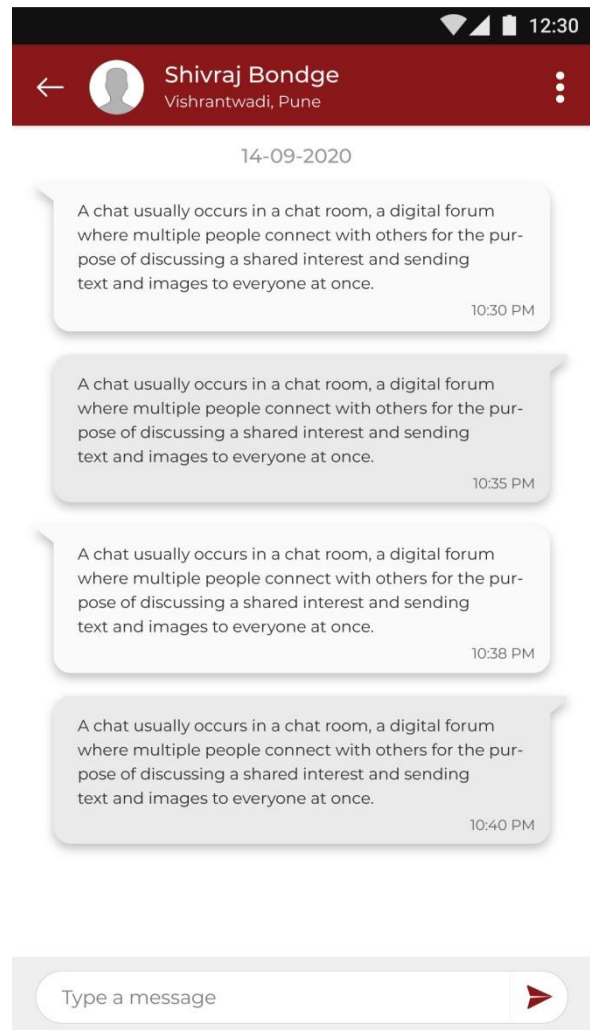 12:30
Shivraj Bondge
Vishrantwadi, Pune
14-09-2020
A chat usually occurs in a chat room, a digital forum
where multiple people connect with others for the pur-
pose of discussing a shared interest and sending
text and images to everyone at once.
10:30 PM
A chat usually occurs in a chat room, a digital forum
where multiple people connect with others for the pur-
pose of discussing a shared interest and sending
text and images to everyone at once.
10:35 PM
A chat usually occurs in a chat room, a digital forum
where multiple people connect with others for the pur-
pose of discussing a shared interest and sending
text and images to everyone at once.
10:38 PM
A chat usually occurs in a chat room, a digital forum
where multiple people connect with others for the pur-
pose of discussing a shared interest and sending
text and images to everyone at once.
10:40 PM
Type a message